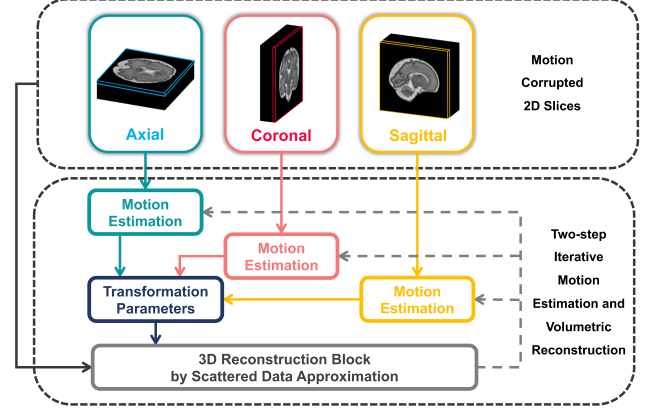 Axial
Coronal
Sagittal
Motion
Corrupted
2D Slices
Motion
Estimation
Motion
Estimation
Motion
Estimation
Transformation
Parameters
3D Reconstruction Block
by Scattered Data Approximation
Two-step
Iterative
Motion
Estimation and
Volumetric
Reconstruction